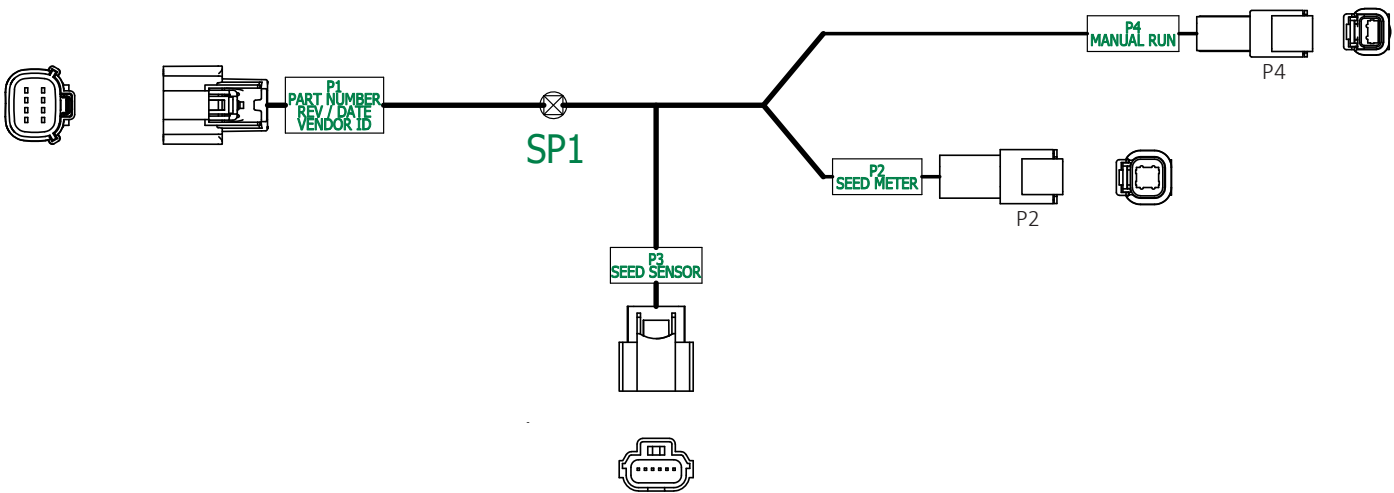 P4
MANUAL RUN
P4
P1
PART NUMBER
REV / DATE
VENDOR ID
SP1
P2
SEED METER
P2
P3
SEED SENSOR